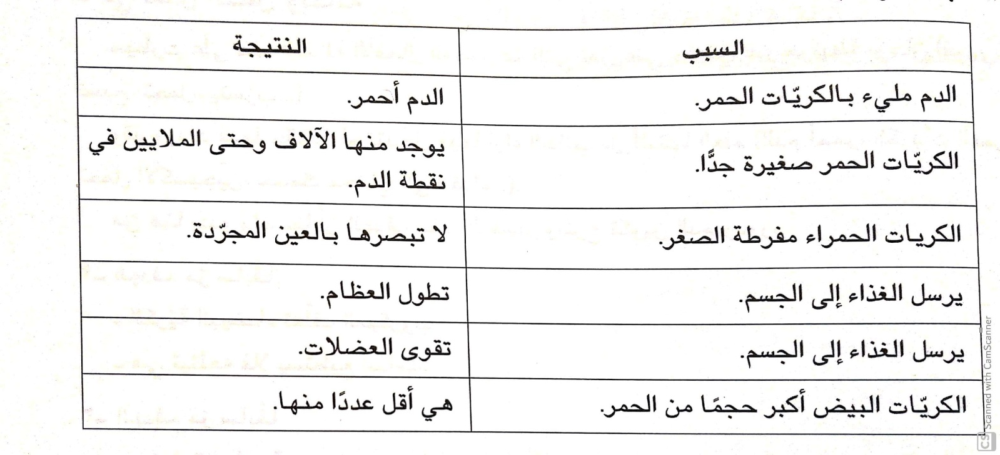 السبب
النتيجة
الدم مليء بالكريّات الحمر.
الدم أحمر.
الكريّات الحمر صغيرة جدًّا.
يوجد منها الآلاف وحتى الملايين في
نقطة الدم.
الكريات الحمراء مفرطة الصغر.
لا تبصرها بالعين المجرّدة.
يرسل الغذاء إلى الجسم.
تطول العظام.
يرسل الغذاء إلى الجسم.
تقوى العضلات.
الكريّات البيض أكبر حجمًا من الحمر.
هي أقل عددًا منها.
CS Scanned with CamScanner